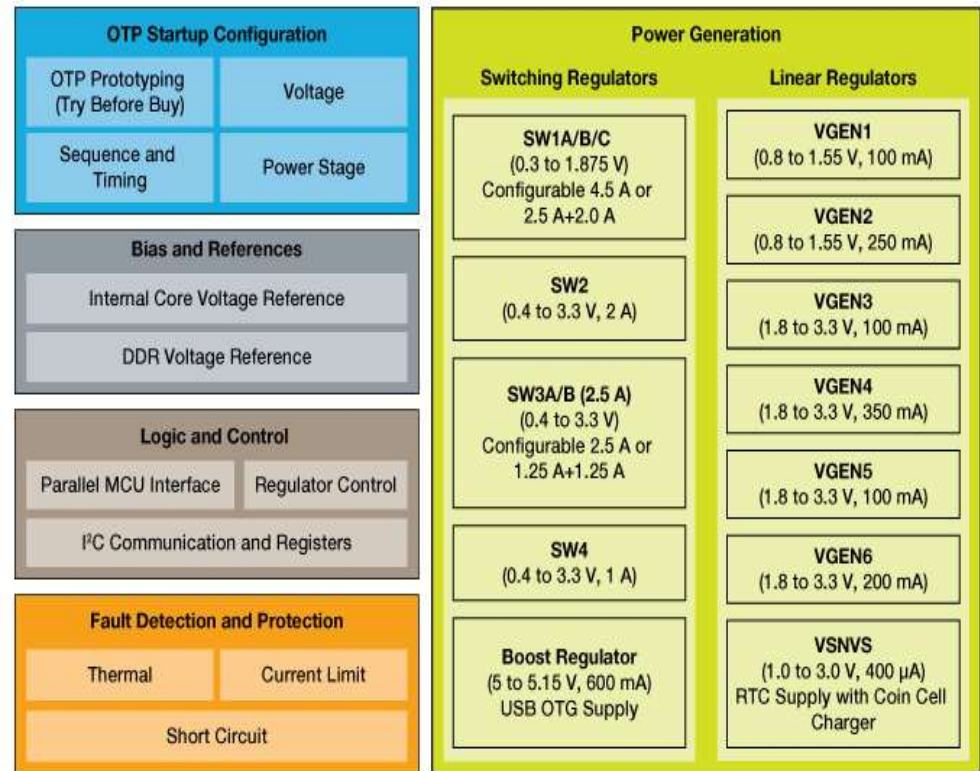 OTP Startup Configuration
OTP Prototyping
(Try Before Buy)
Voltage
Sequence and
Timing
Power Stage
Bias and References
Internal Core Voltage Reference
DDR Voltage Reference
Logic and Control
Parallel MCU Interface
Regulator Control
I²C Communication and Registers
Fault Detection and Protection
Thermal
Current Limit
Short Circuit
Power Generation
Switching Regulators
SW1A/B/C
(0.3 to 1.875 V)
Configurable 4.5 A or
2.5 A+2.0 A
SW2
(0.4 to 3.3 V, 2 A)
SW3A/B (2.5 A)
(0.4 to 3.3 V)
Configurable 2.5 A or
1.25 A+1.25 A
SW4
(0.4 to 3.3 V, 1 A)
Boost Regulator
(5 to 5.15 V, 600 mA)
USB OTG Supply
Linear Regulators
VGEN1
(0.8 to 1.55 V, 100 mA)
VGEN2
(0.8 to 1.55 V, 250 mA)
VGEN3
(1.8 to 3.3 V, 100 mA)
VGEN4
(1.8 to 3.3 V, 350 mA)
VGEN5
(1.8 to 3.3 V, 100 mA)
VGEN6
(1.8 to 3.3 V, 200 mA)
VSNVS
(1.0 to 3.0 V, 400 µA)
RTC Supply with Coin Cell
Charger